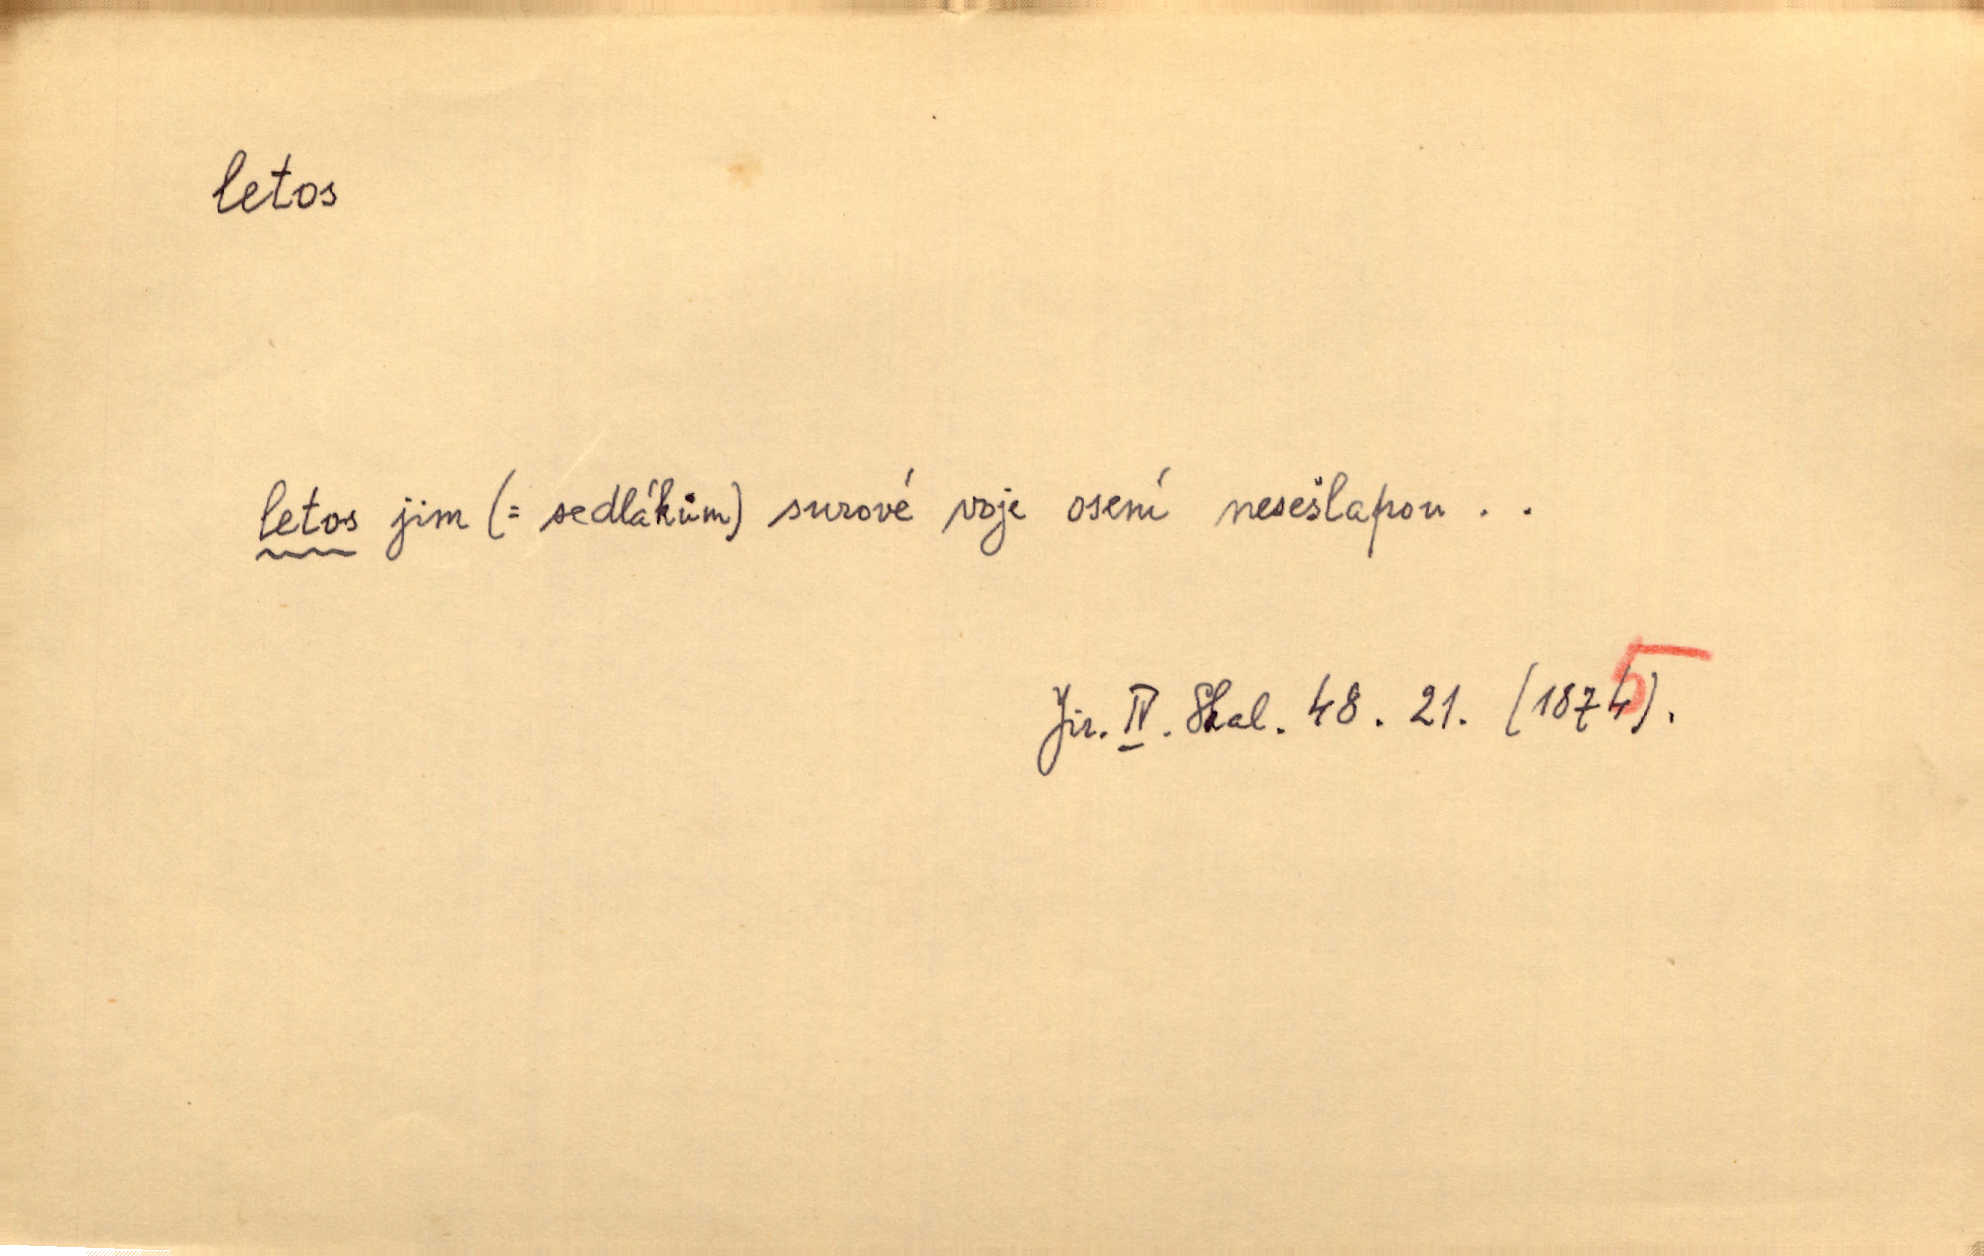 letos
letos jim (= sedlákům) surové voje osení nesešlapou . .
Jir. IV. Skal. 48. 21. (1875).